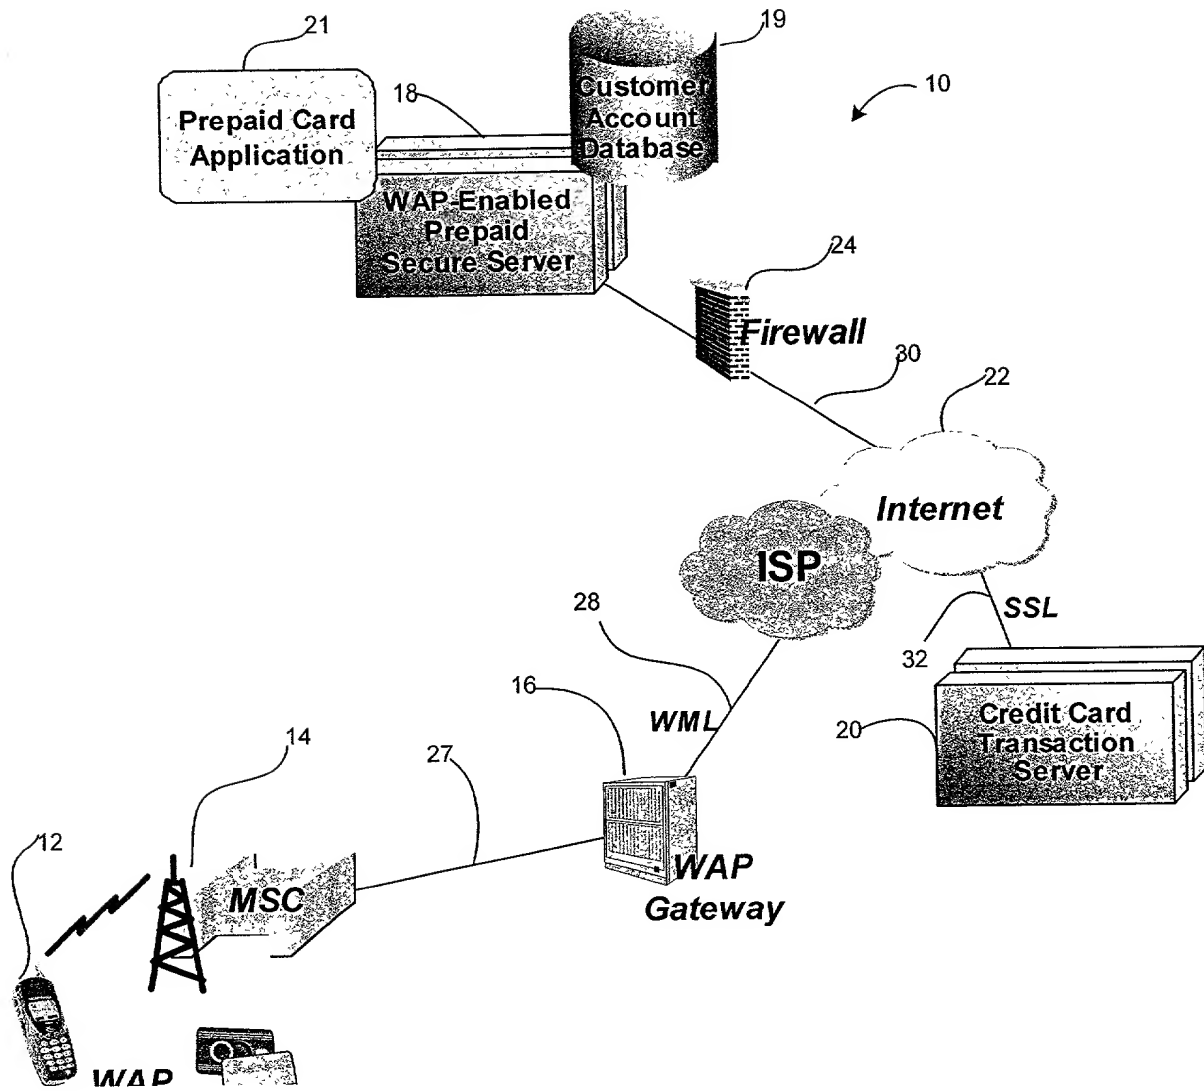 21
19
18
10
Prepaid Card
Application
Customer
Account
Database
WAP-Enabled
Prepaid
Secure Server
24
Firewall
30
22
Internet
ISP
28
SSL
32
16
WML
Credit Card
Transaction
Server
20
14
27
12
MSC
WAP
Gateway
WAP